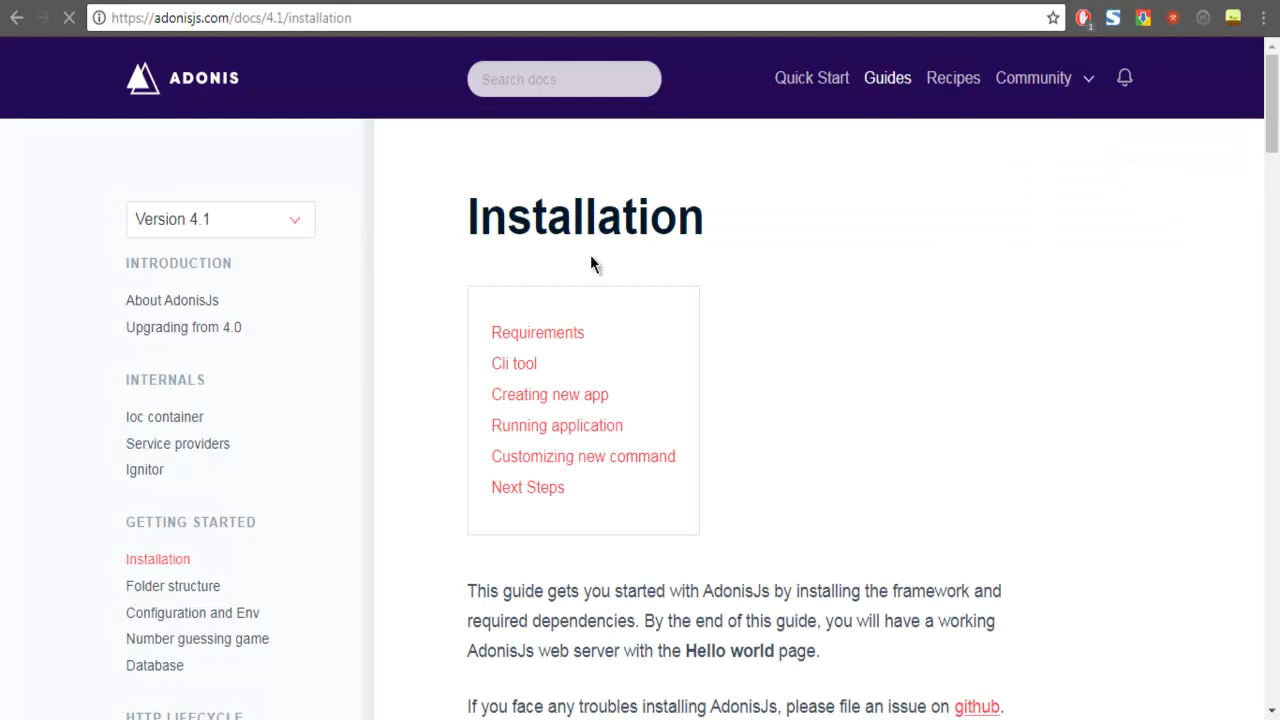 https://adonisjs.com/docs/4.1/installation
1
ADONIS
Search docs
Quick Start
Guides
Recipes
Community
Version 4.1
INTRODUCTION
About AdonisJs
Upgrading from 4.0
INTERNALS
Ioc container
Service providers
Ignitor
GETTING STARTED
Installation
Folder structure
Configuration and Env
Number guessing game
Database
HTTP LIFECYCLE
Installation
Requirements
Cli tool
Creating new app
Running application
Customizing new command
Next Steps
This guide gets you started with AdonisJs by installing the framework and
required dependencies. By the end of this guide, you will have a working
AdonisJs web server with the Hello world page.
If you face any troubles installing AdonisJs, please file an issue on github.